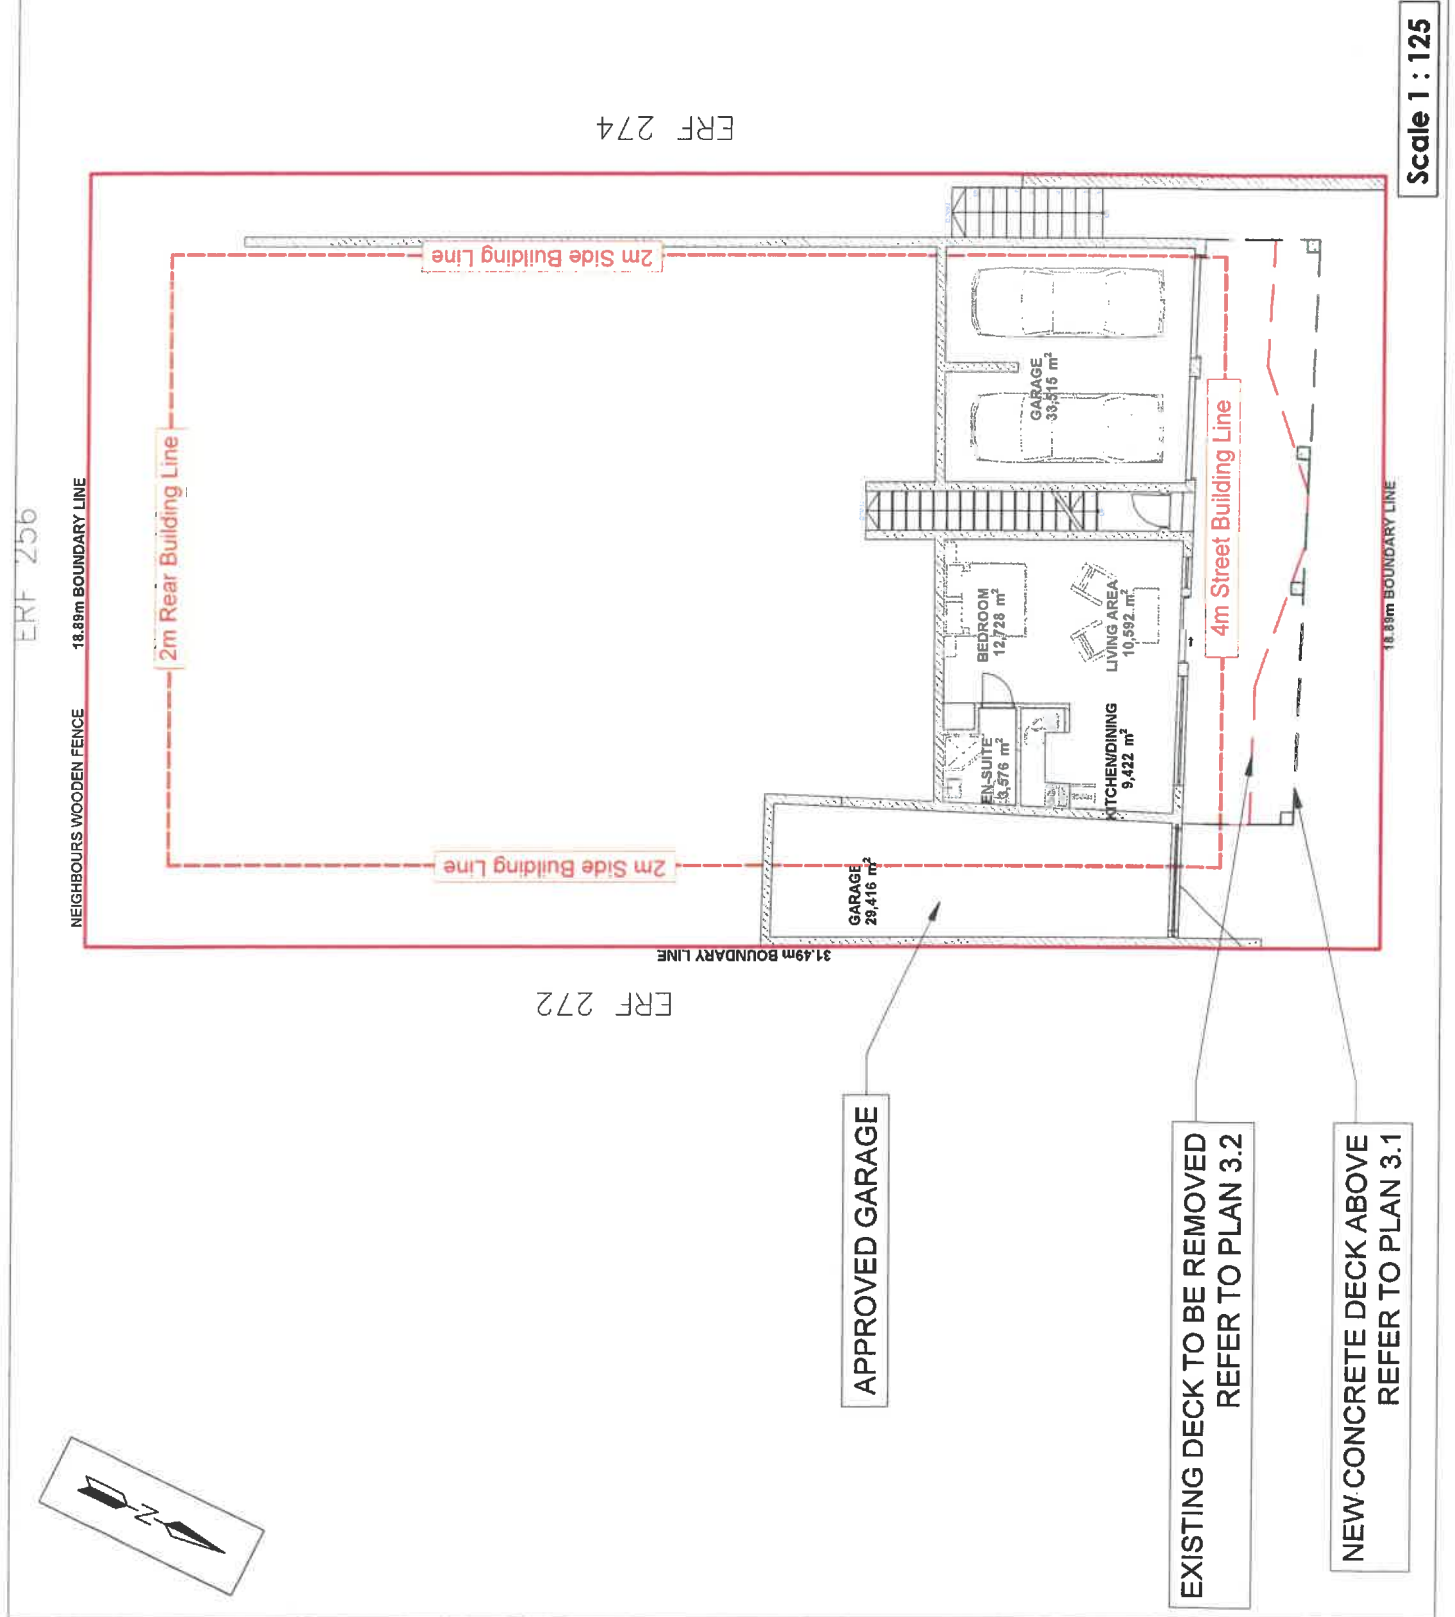 Scale 1 : 125
ERF 274
ERF 256
18.89m BOUNDARY LINE
NEIGHBOURS WOODEN FENCE
2m Rear Building Line
2m Side Building Line
2m Side Building Line
4m Street Building Line
GARAGE
33,515 m²
BEDROOM
12,728 m²
LIVING AREA
10,592 m²
EN-SUITE
3,576 m²
KITCHEN/DINING
9,422 m²
GARAGE
29,416 m²
18.89m BOUNDARY LINE
31.49m BOUNDARY LINE
ERF 272
APPROVED GARAGE
EXISTING DECK TO BE REMOVED
REFER TO PLAN 3.2
NEW CONCRETE DECK ABOVE
REFER TO PLAN 3.1
N